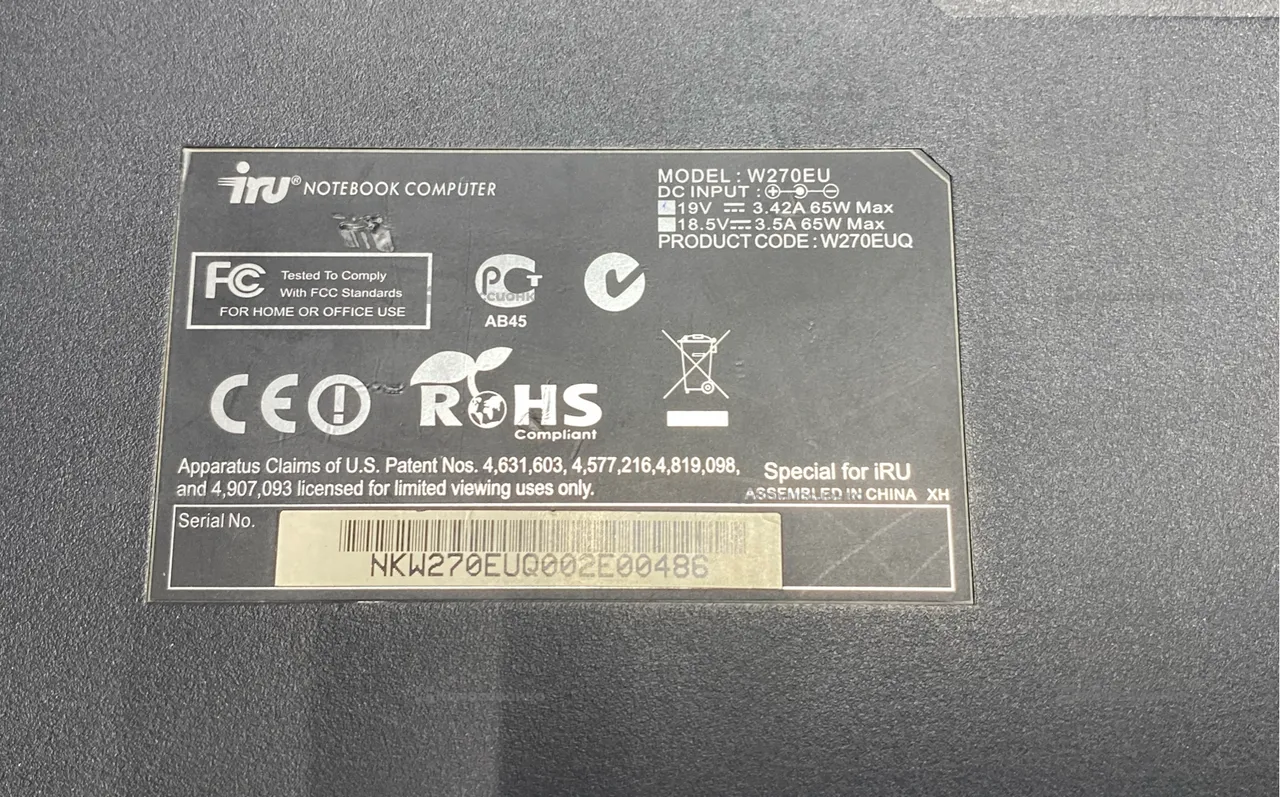 iru® NOTEBOOK COMPUTER
MODEL : W270EU
DC INPUT :
19V 3.42A 65W Max
18.5V 3.5A 65W Max
PRODUCT CODE : W270EUQ
FC Tested To Comply
With FCC Standards
FOR HOME OR OFFICE USE
РСТ
AB45
CE
RoHS
Compliant
Apparatus Claims of U.S. Patent Nos. 4,631,603, 4,577,216,4,819,098,
and 4,907,093 licensed for limited viewing uses only.
Special for iRU
ASSEMBLED IN CHINA XH
Serial No.
NKW270EUQ002E00486